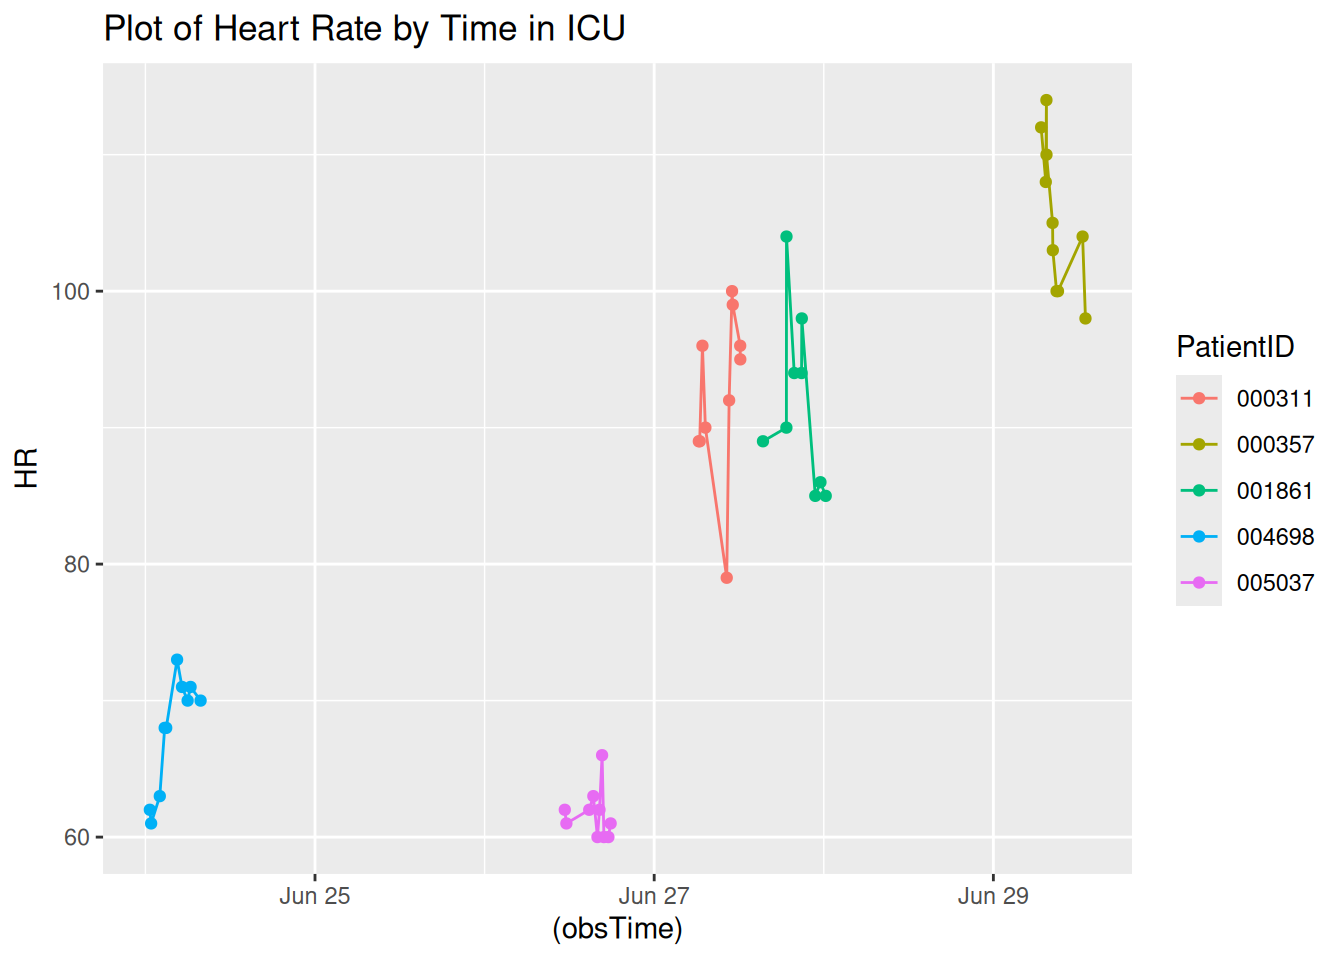 Plot of Heart Rate by Time in ICU
HR
100
80
60
Jun 25
Jun 27
Jun 29
(obsTime)
PatientID
000311
000357
001861
004698
005037